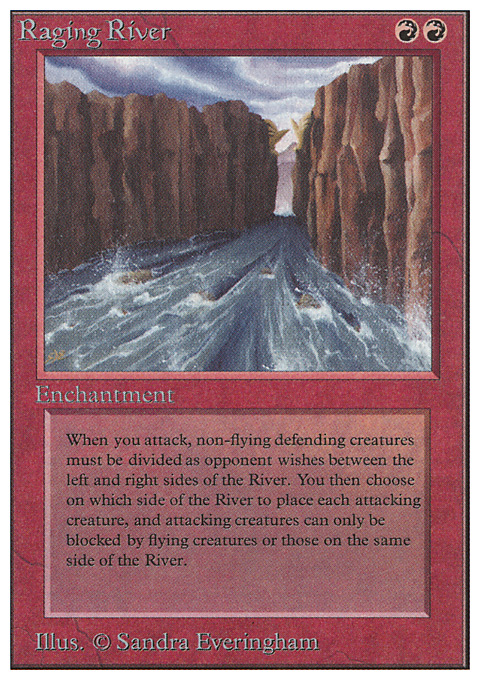 Raging River
Enchantment
When you attack, non-flying defending creatures
must be divided as opponent wishes between the
left and right sides of the River. You then choose
on which side of the River to place each attacking
creature, and attacking creatures can only be
blocked by flying creatures or those on the same
side of the River.
Illus. © Sandra Everingham